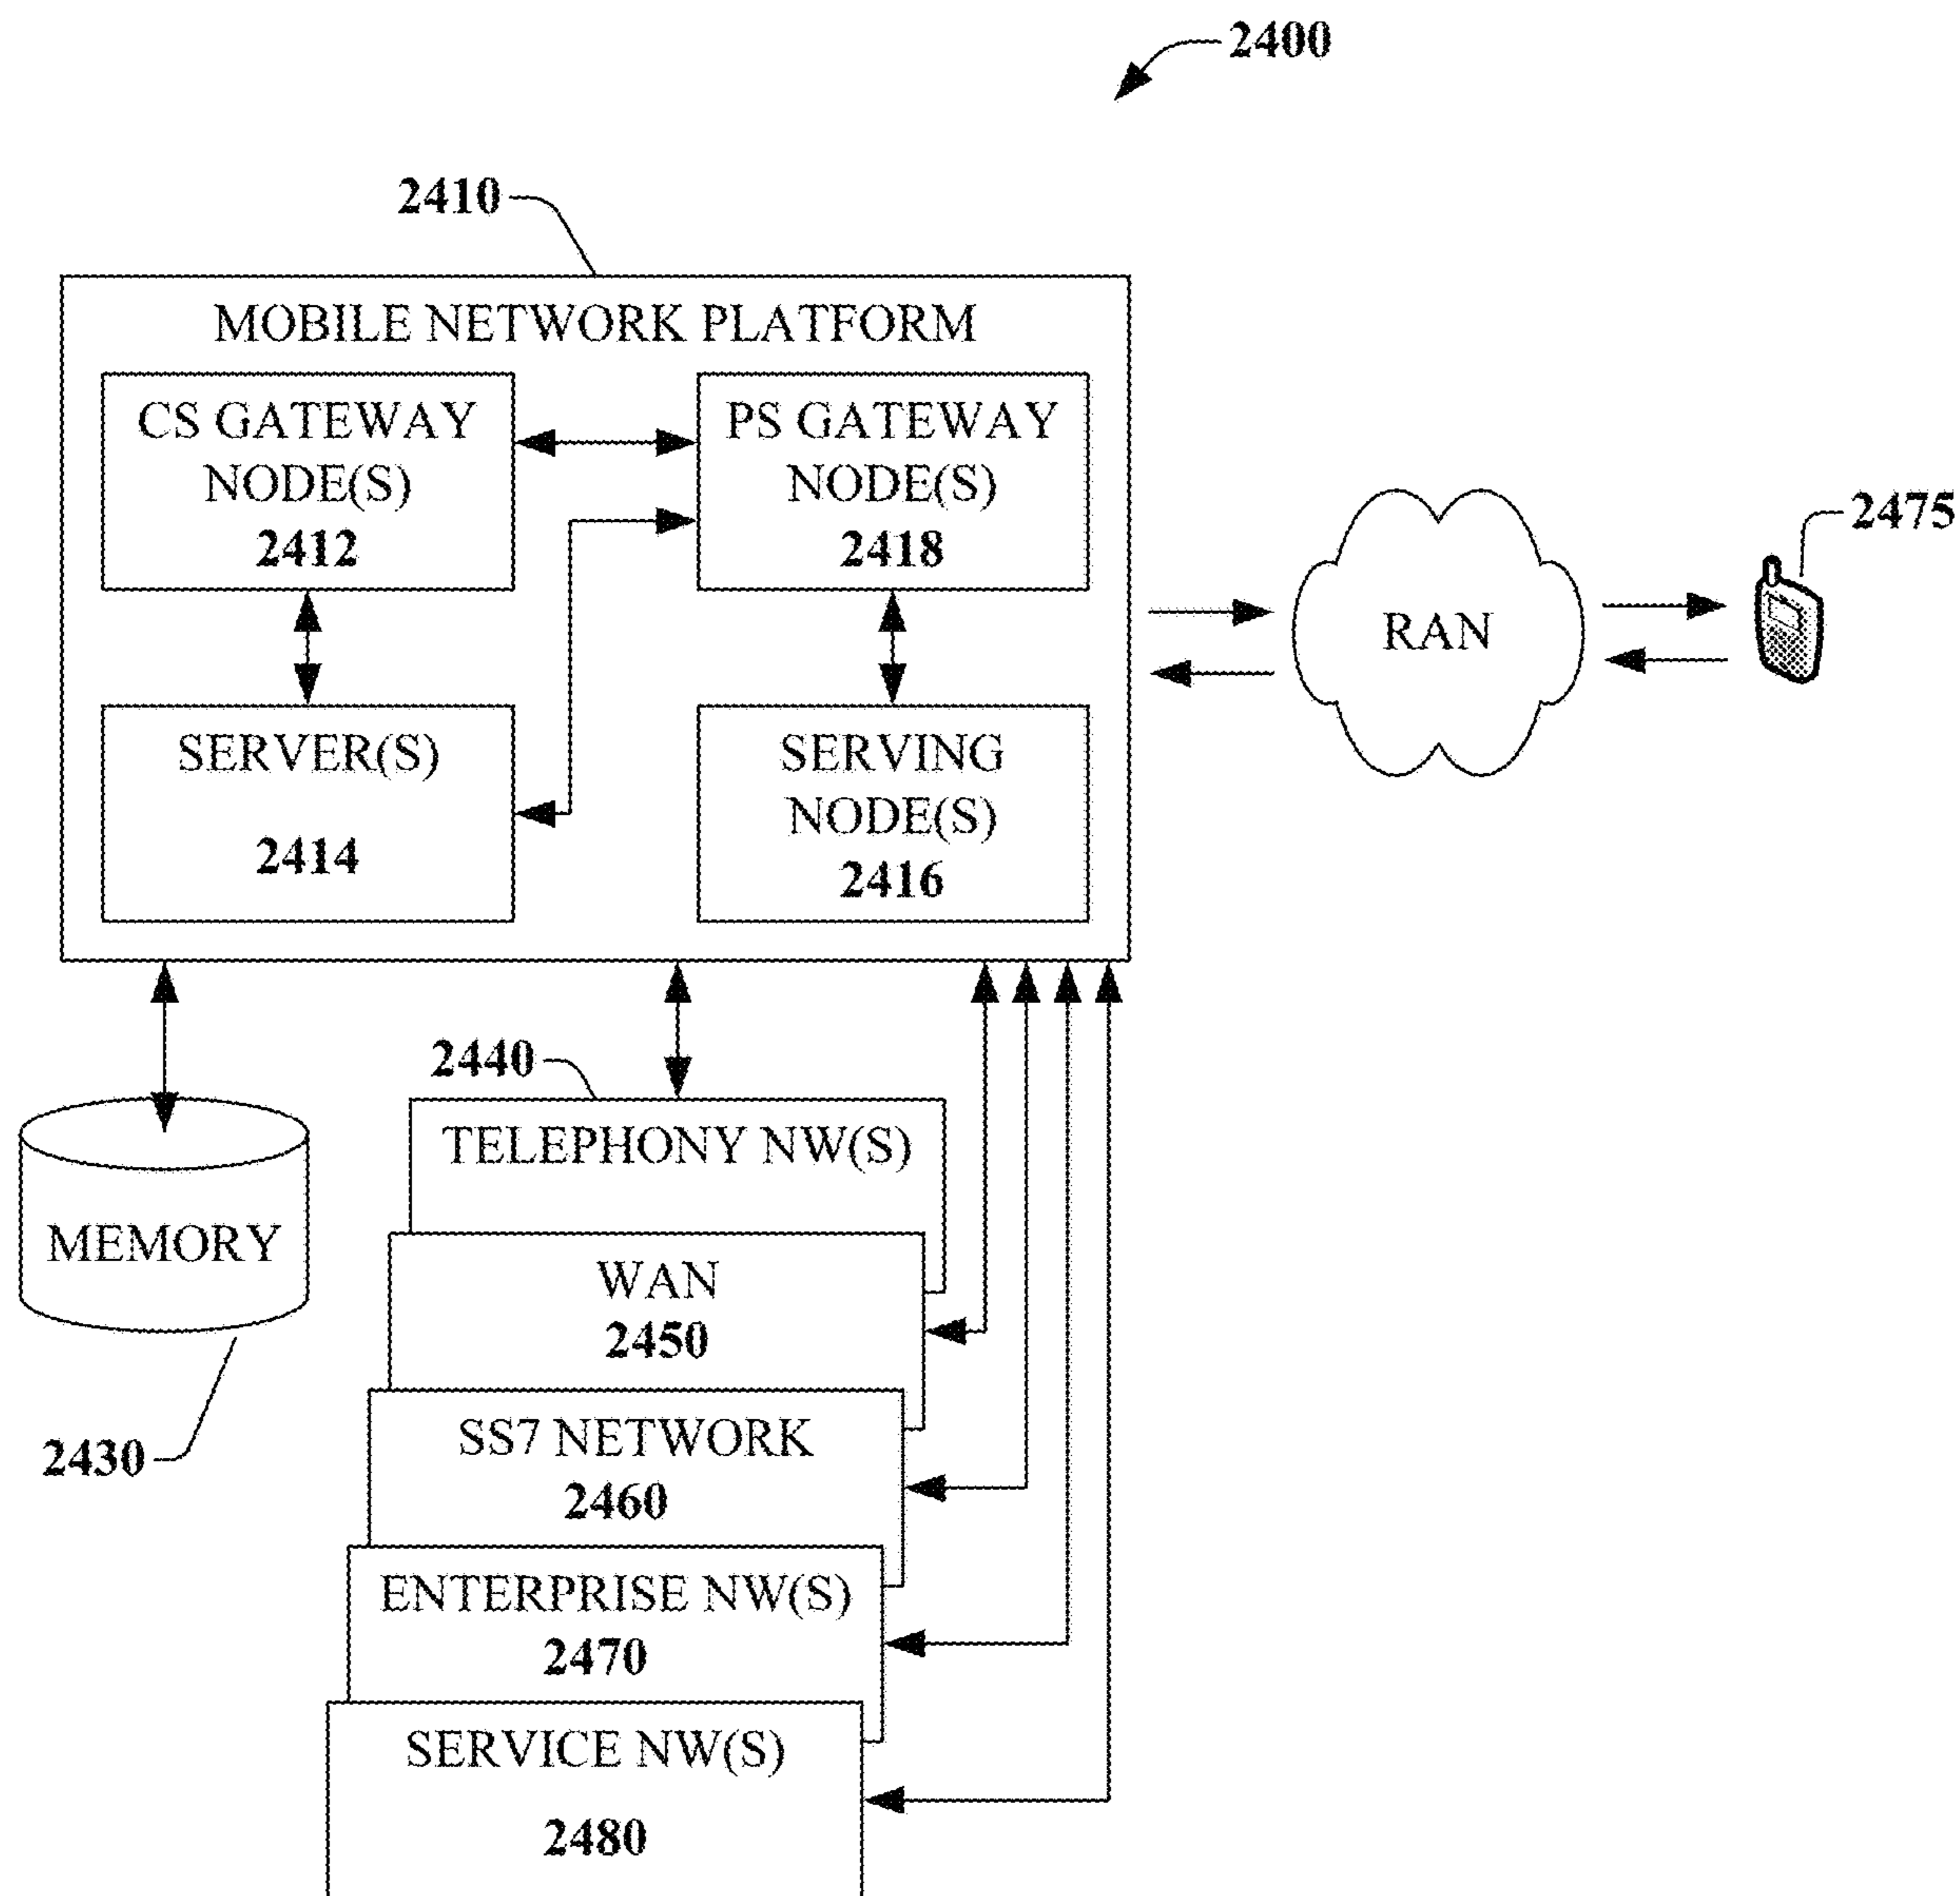 2400
2410
MOBILE NETWORK PLATFORM
CS GATEWAY
NODE(S)
2412
PS GATEWAY
NODE(S)
2418
SERVER(S)
2414
SERVING
NODE(S)
2416
RAN
2475
2440
TELEPHONY NW(S)
MEMORY
2430
WAN
2450
SS7 NETWORK
2460
ENTERPRISE NW(S)
2470
SERVICE NW(S)
2480